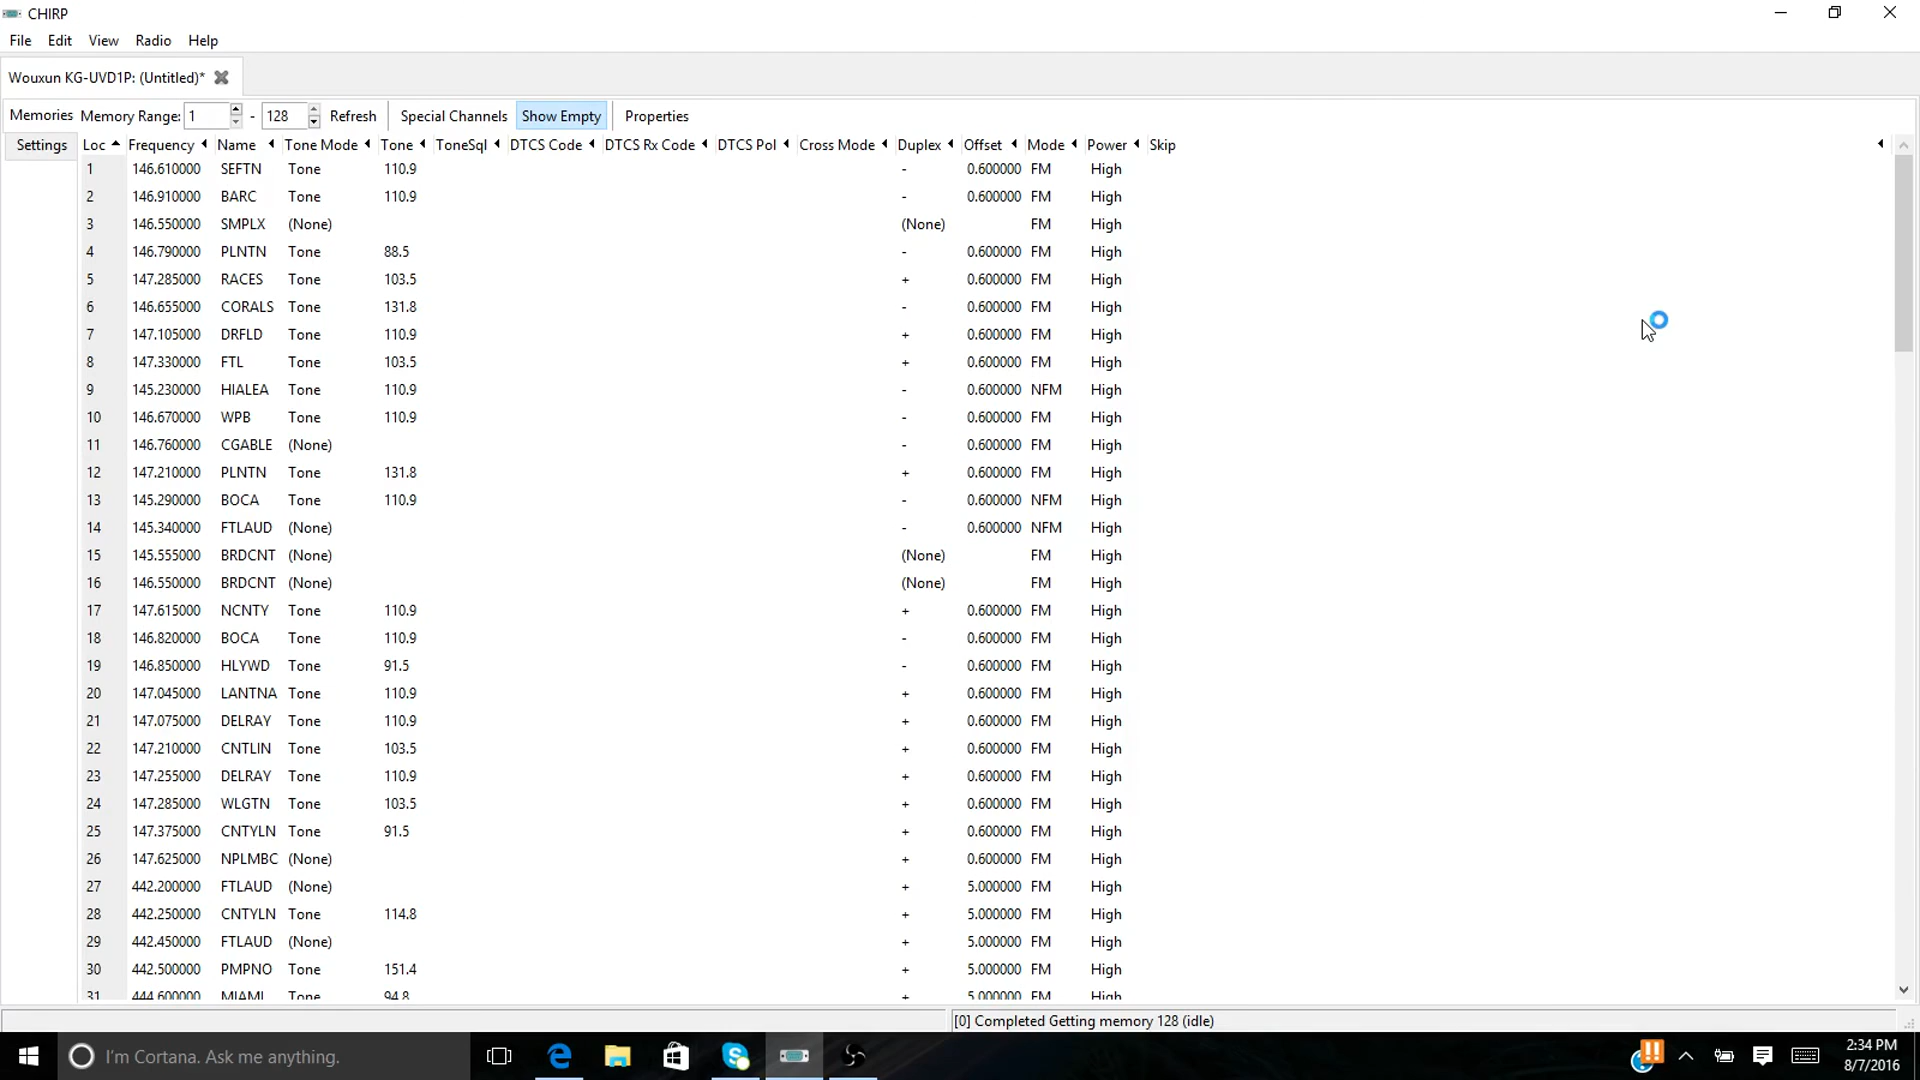 CHIRP
File Edit View Radio Help
Wouxun KG-UVD1P: (Untitled)*
Memories Memory Range: 1 - 128 Refresh Special Channels Show Empty Properties
Settings Loc Frequency Name Tone Mode Tone ToneSql DTCS Code DTCS Rx Code DTCS Pol Cross Mode Duplex Offset Mode Power Skip
1 146.610000 SEFTN Tone 110.9 - 0.600000 FM High
2 146.910000 BARC Tone 110.9 - 0.600000 FM High
3 146.550000 SMPLX (None) (None) FM High
4 146.790000 PLNTN Tone 88.5 - 0.600000 FM High
5 147.285000 RACES Tone 103.5 + 0.600000 FM High
6 146.655000 CORALS Tone 131.8 - 0.600000 FM High
7 147.105000 DRFLD Tone 110.9 + 0.600000 FM High
8 147.330000 FTL Tone 103.5 + 0.600000 FM High
9 145.230000 HIALEA Tone 110.9 - 0.600000 NFM High
10 146.670000 WPB Tone 110.9 - 0.600000 FM High
11 146.760000 CGABLE (None) - 0.600000 FM High
12 147.210000 PLNTN Tone 131.8 + 0.600000 FM High
13 145.290000 BOCA Tone 110.9 - 0.600000 NFM High
14 145.340000 FTLAUD (None) - 0.600000 NFM High
15 145.555000 BRDCNT (None) (None) FM High
16 146.550000 BRDCNT (None) (None) FM High
17 147.615000 NCNTY Tone 110.9 + 0.600000 FM High
18 146.820000 BOCA Tone 110.9 - 0.600000 FM High
19 146.850000 HLYWD Tone 91.5 - 0.600000 FM High
20 147.045000 LANTNA Tone 110.9 + 0.600000 FM High
21 147.075000 DELRAY Tone 110.9 + 0.600000 FM High
22 147.210000 CNTLIN Tone 103.5 + 0.600000 FM High
23 147.255000 DELRAY Tone 110.9 + 0.600000 FM High
24 147.285000 WLGTN Tone 103.5 + 0.600000 FM High
25 147.375000 CNTYLN Tone 91.5 + 0.600000 FM High
26 147.625000 NPLMBC (None) + 0.600000 FM High
27 442.200000 FTLAUD (None) + 5.000000 FM High
28 442.250000 CNTYLN Tone 114.8 + 5.000000 FM High
29 442.450000 FTLAUD (None) + 5.000000 FM High
30 442.500000 PMPNO Tone 151.4 + 5.000000 FM High
31 444.600000 MIAMI Tone 94.8 + 5.000000 FM High
[0] Completed Getting memory 128 (idle)
I'm Cortana. Ask me anything.
2:34 PM
8/7/2016